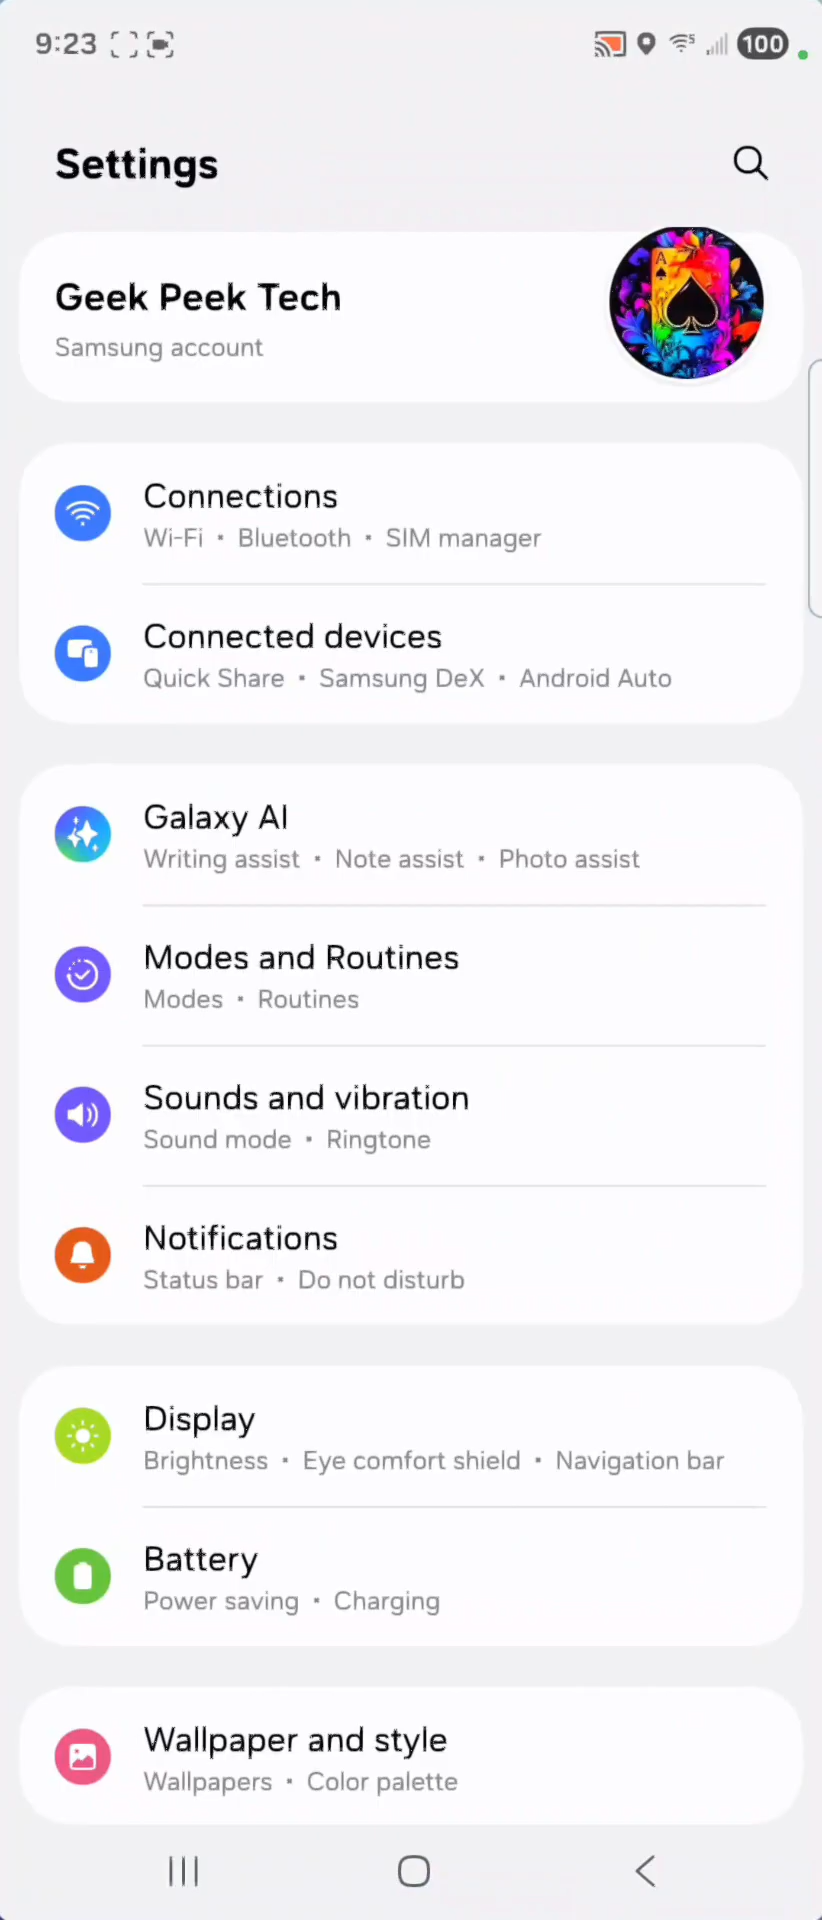 9:23
5
100
Settings
Geek Peek Tech
Samsung account
A
Connections
Wi-Fi • Bluetooth • SIM manager
Connected devices
Quick Share • Samsung DeX • Android Auto
Galaxy AI
Writing assist • Note assist • Photo assist
Modes and Routines
Modes • Routines
Sounds and vibration
Sound mode • Ringtone
Notifications
Status bar • Do not disturb
Display
Brightness • Eye comfort shield • Navigation bar
Battery
Power saving • Charging
Wallpaper and style
Wallpapers • Color palette